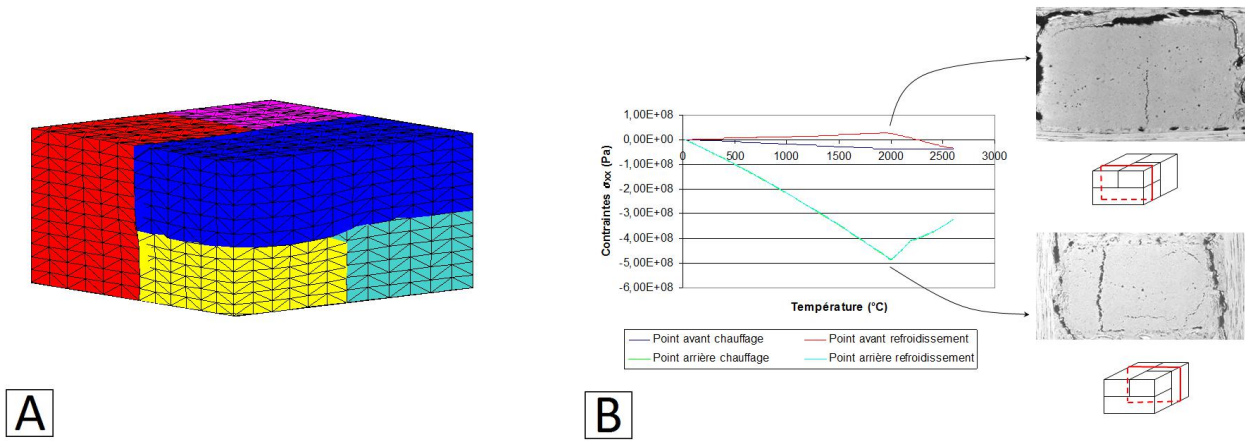 1,00E+08
0,00E+00
-1,00E+08
-2,00E+08
-3,00E+08
-4,00E+08
-5,00E+08
-6,00E+08
0 500 1000 1500 2000 2500 3000
Contraintes σxx (Pa)
Température (°C)
Point avant chauffage
Point avant refroidissement
Point arrière chauffage
Point arrière refroidissement
A
B